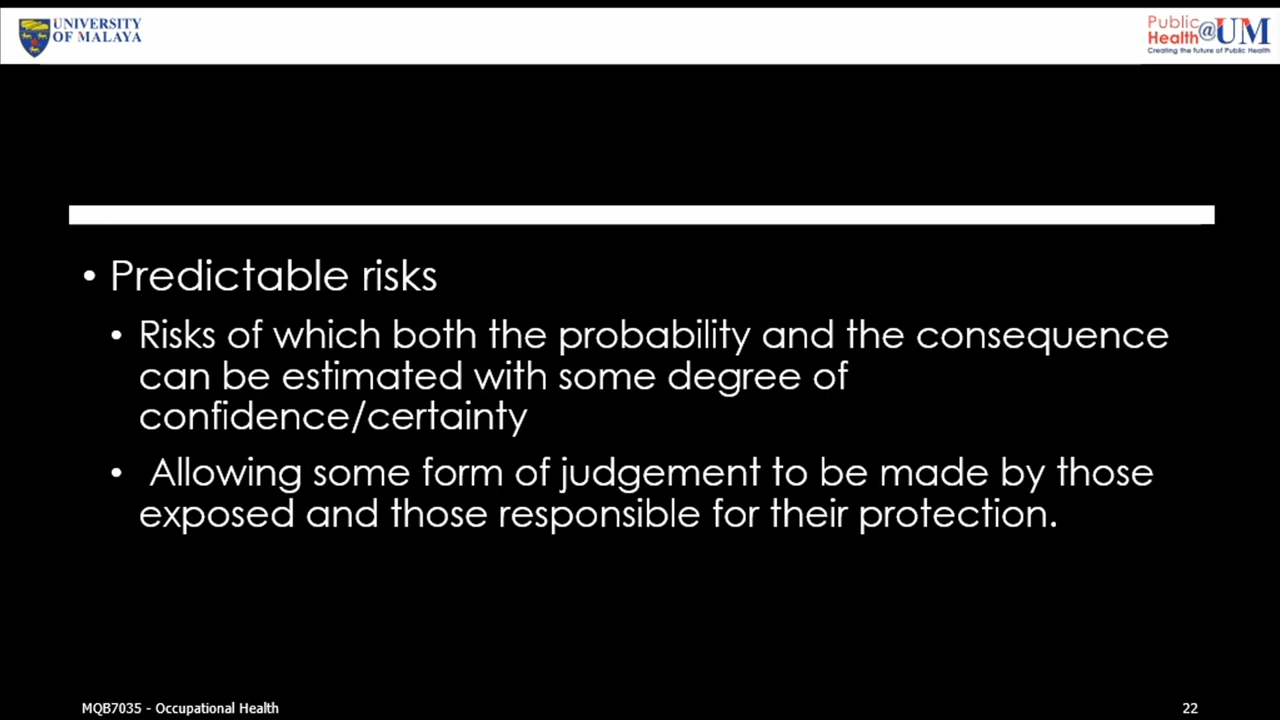 UNIVERSITY
OF MALAYA
Public
Health@UM
Creating the future of Public Health
• Predictable risks
• Risks of which both the probability and the consequence
can be estimated with some degree of
confidence/certainty
• Allowing some form of judgement to be made by those
exposed and those responsible for their protection.
MQB7035 - Occupational Health
22